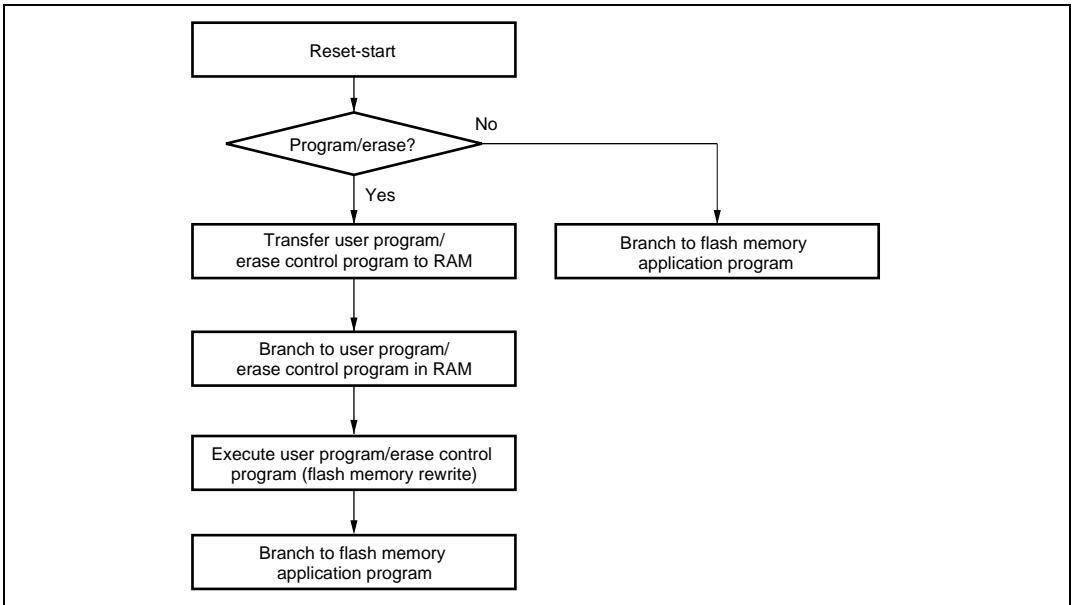 Reset-start
Program/erase?
No
Yes
Transfer user program/
erase control program to RAM
Branch to flash memory
application program
Branch to user program/
erase control program in RAM
Execute user program/erase control
program (flash memory rewrite)
Branch to flash memory
application program